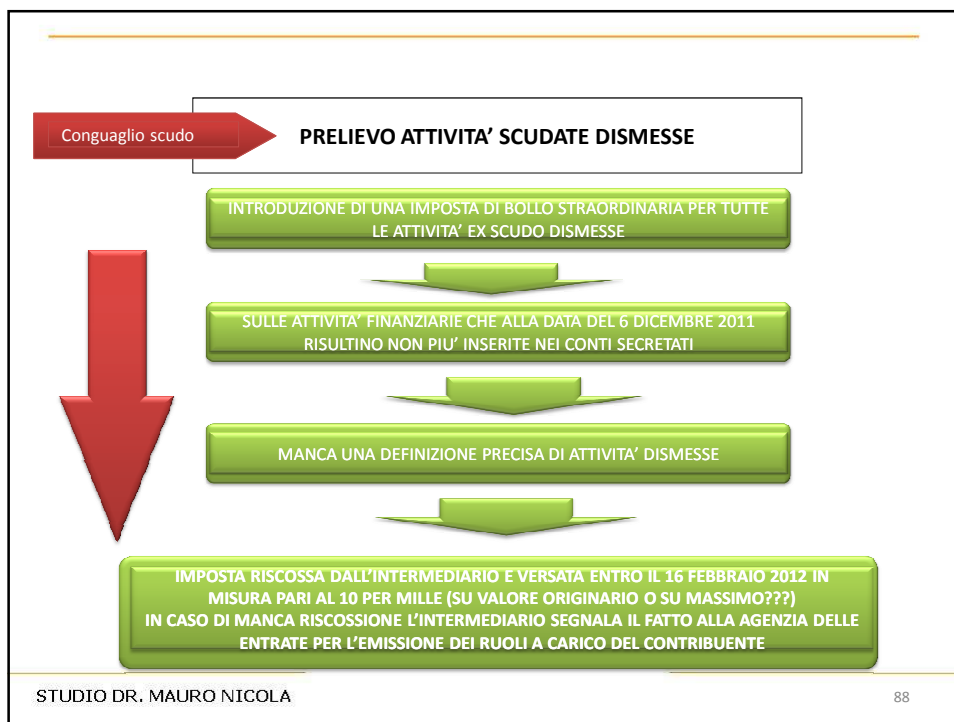 Conguaglio scudo
PRELIEVO ATTIVITA’ SCUDATE DISMESSE
INTRODUZIONE DI UNA IMPOSTA DI BOLLO STRAORDINARIA PER TUTTE
LE ATTIVITA’ EX SCUDO DISMESSE
SULLE ATTIVITA’ FINANZIARIE CHE ALLA DATA DEL 6 DICEMBRE 2011
RISULTINO NON PIU’ INSERITE NEI CONTI SECRETATI
MANCA UNA DEFINIZIONE PRECISA DI ATTIVITA’ DISMESSE
IMPOSTA RISCOSSA DALL’INTERMEDIARIO E VERSATA ENTRO IL 16 FEBBRAIO 2012 IN
MISURA PARI AL 10 PER MILLE (SU VALORE ORIGINARIO O SU MASSIMO???)
IN CASO DI MANCA RISCOSSIONE L’INTERMEDIARIO SEGNALA IL FATTO ALLA AGENZIA DELLE
ENTRATE PER L’EMISSIONE DEI RUOLI A CARICO DEL CONTRIBUENTE
STUDIO DR. MAURO NICOLA
88